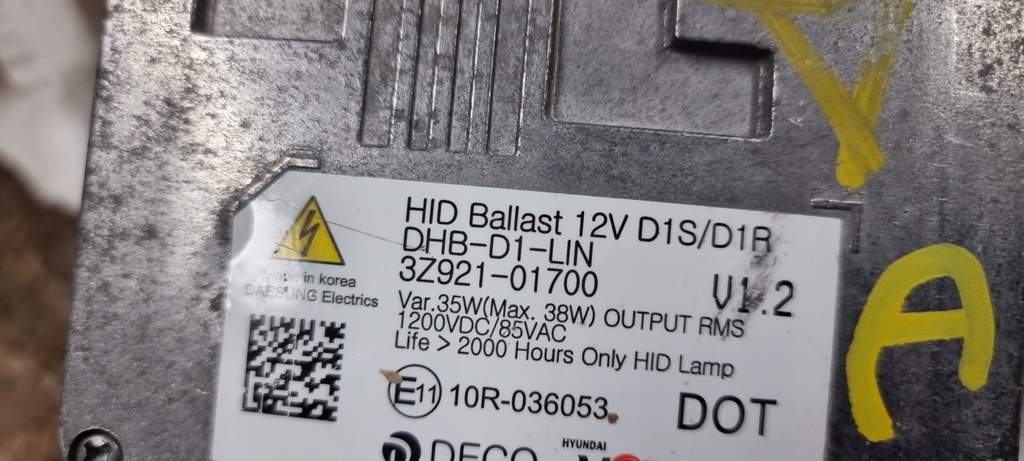 HID Ballast 12V D1S/D1R
DHB-D1-LIN
3Z921-01700
V1.2
Made in korea
DAESUNG Electrics
Var.35W(Max. 38W) OUTPUT RMS
1200VDC/85VAC
Life > 2000 Hours Only HID Lamp
E11 10R-036053
DOT
DECO
HYUNDAI
A